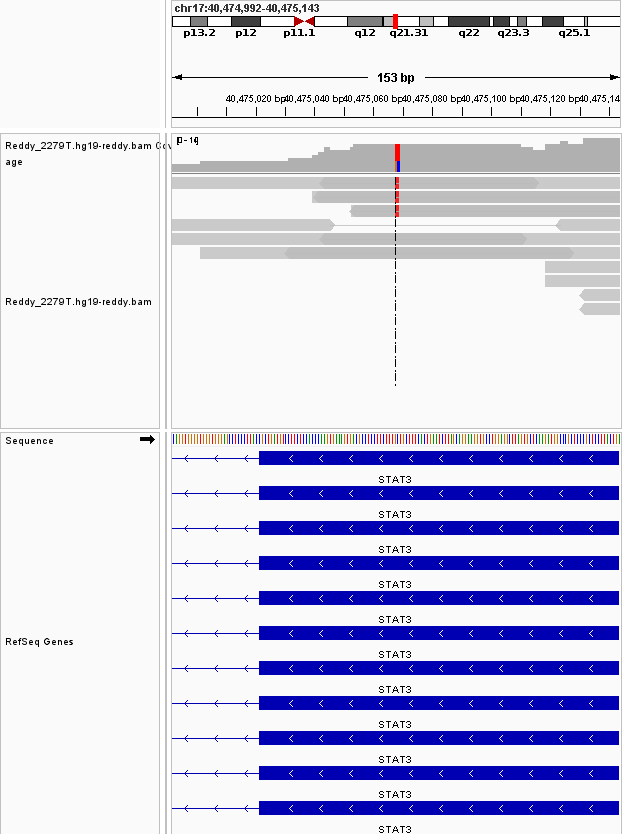 chr17:40,474,992-40,475,143
p13.2 p12 p11.1 q12 q21.31 q22 q23.3 q25.1
153 bp
40,475,020 bp 40,475,040 bp 40,475,060 bp 40,475,080 bp 40,475,100 bp 40,475,120 bp 40,475,14
Reddy_2279T.hg19-reddy.bam Cov
age
Reddy_2279T.hg19-reddy.bam
Sequence
STAT3
STAT3
STAT3
STAT3
STAT3
RefSeq Genes
STAT3
STAT3
STAT3
STAT3
STAT3
STAT3